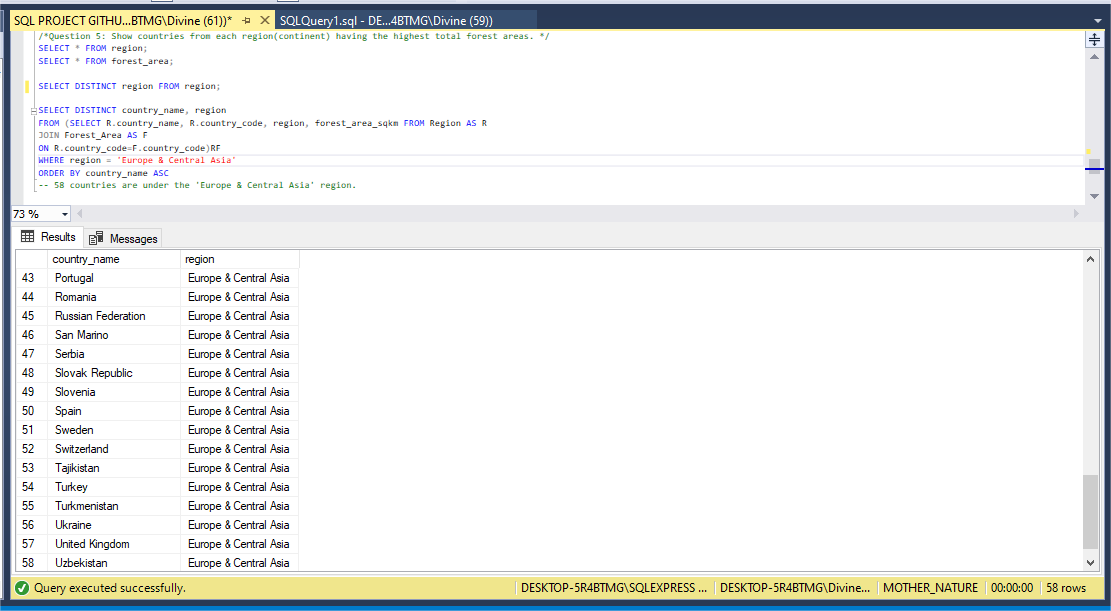 SQL PROJECT GITHU...BTMG\Divine (61))* SQLQuery1.sql - DE...4BTMG\Divine (59))
/*Question 5: Show countries from each region(continent) having the highest total forest areas. */
SELECT * FROM region;
SELECT * FROM forest_area;
SELECT DISTINCT region FROM region;
SELECT DISTINCT country_name, region
FROM (SELECT R.country_name, R.country_code, region, forest_area_sqkm FROM Region AS R
JOIN Forest_Area AS F
ON R.country_code=F.country_code)RF
WHERE region = 'Europe & Central Asia'
ORDER BY country_name ASC
-- 58 countries are under the 'Europe & Central Asia' region.
73 %
Results Messages
country_name region
43 Portugal Europe & Central Asia
44 Romania Europe & Central Asia
45 Russian Federation Europe & Central Asia
46 San Marino Europe & Central Asia
47 Serbia Europe & Central Asia
48 Slovak Republic Europe & Central Asia
49 Slovenia Europe & Central Asia
50 Spain Europe & Central Asia
51 Sweden Europe & Central Asia
52 Switzerland Europe & Central Asia
53 Tajikistan Europe & Central Asia
54 Turkey Europe & Central Asia
55 Turkmenistan Europe & Central Asia
56 Ukraine Europe & Central Asia
57 United Kingdom Europe & Central Asia
58 Uzbekistan Europe & Central Asia
Query executed successfully. DESKTOP-5R4BTMG\SQLEXPRESS ... DESKTOP-5R4BTMG\Divine... MOTHER_NATURE 00:00:00 58 rows